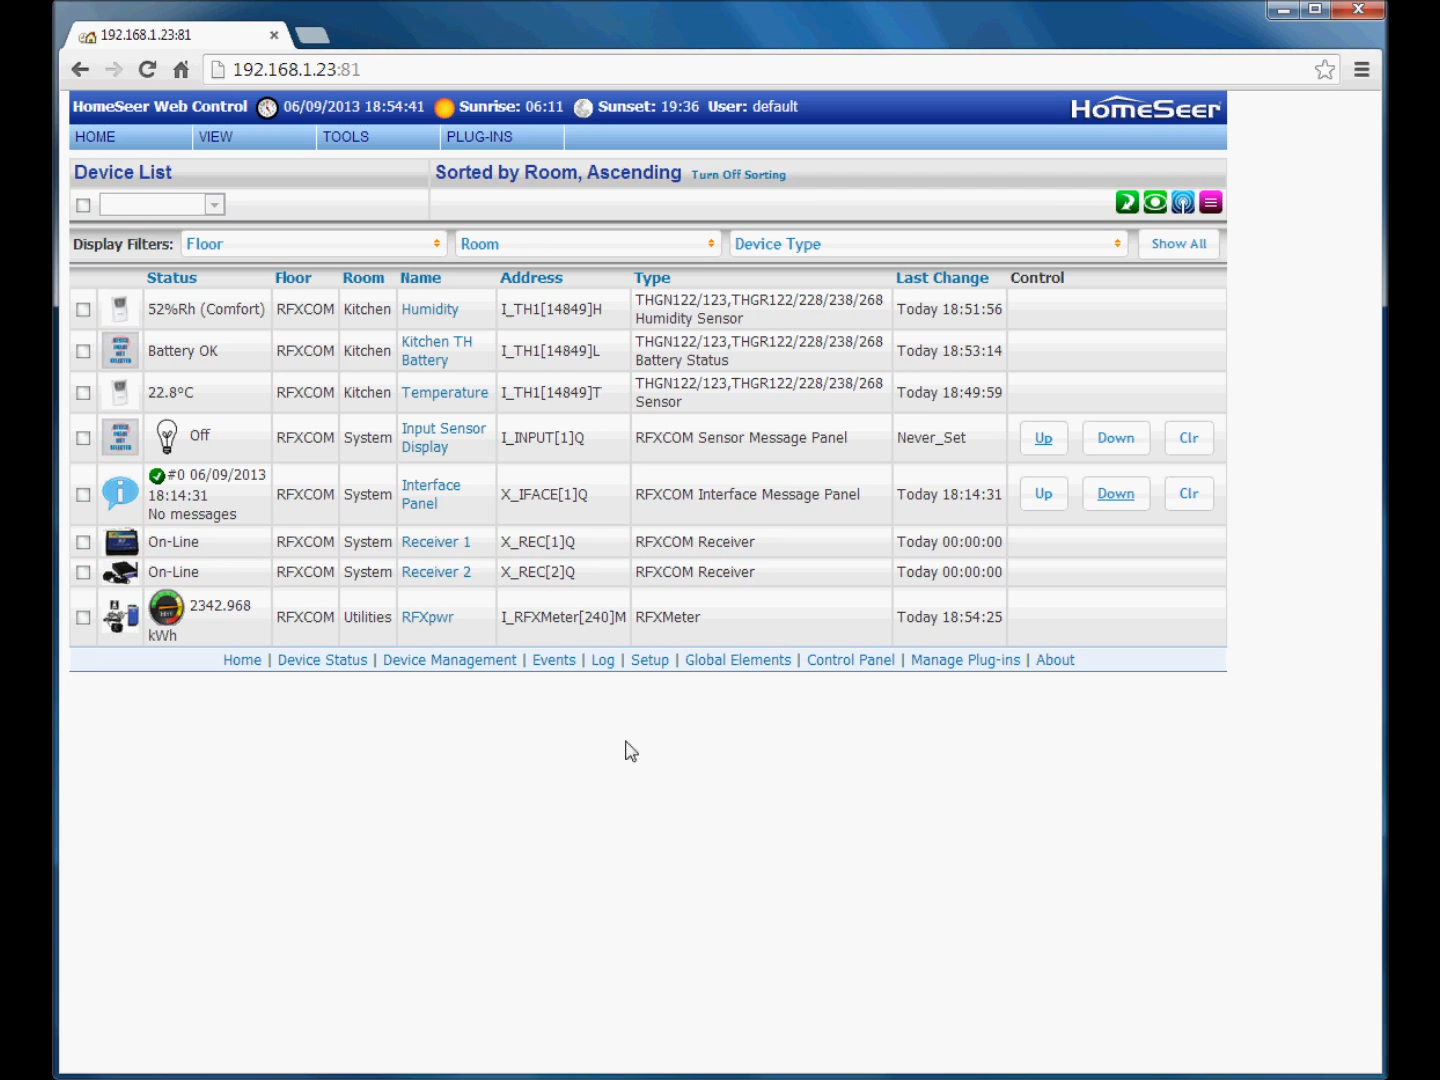 192.168.1.23:81
192.168.1.23:81
HomeSeer Web Control 06/09/2013 18:54:41 Sunrise: 06:11 Sunset: 19:36 User: default HomeSeer
HOME VIEW TOOLS PLUG-INS
Device List Sorted by Room, Ascending Turn Off Sorting
Display Filters: Floor Room Device Type Show All
Status Floor Room Name Address Type Last Change Control
52%Rh (Comfort) RFXCOM Kitchen Humidity I_TH1[14849]H THGN122/123,THGR122/228/238/268 Today 18:51:56
Humidity Sensor
Battery OK RFXCOM Kitchen Kitchen TH I_TH1[14849]L THGN122/123,THGR122/228/238/268 Today 18:53:14
Battery Battery Status
22.8°C RFXCOM Kitchen Temperature I_TH1[14849]T THGN122/123,THGR122/228/238/268 Today 18:49:59
Sensor
Off RFXCOM System Input Sensor I_INPUT[1]Q RFXCOM Sensor Message Panel Never_Set Up Down Clr
Display
#0 06/09/2013
18:14:31 RFXCOM System Interface X_IFACE[1]Q RFXCOM Interface Message Panel Today 18:14:31 Up Down Clr
No messages Panel
On-Line RFXCOM System Receiver 1 X_REC[1]Q RFXCOM Receiver Today 00:00:00
On-Line RFXCOM System Receiver 2 X_REC[2]Q RFXCOM Receiver Today 00:00:00
2342.968 RFXCOM Utilities RFXpwr I_RFXMeter[240]M RFXMeter Today 18:54:25
kWh
Home | Device Status | Device Management | Events | Log | Setup | Global Elements | Control Panel | Manage Plug-ins | About